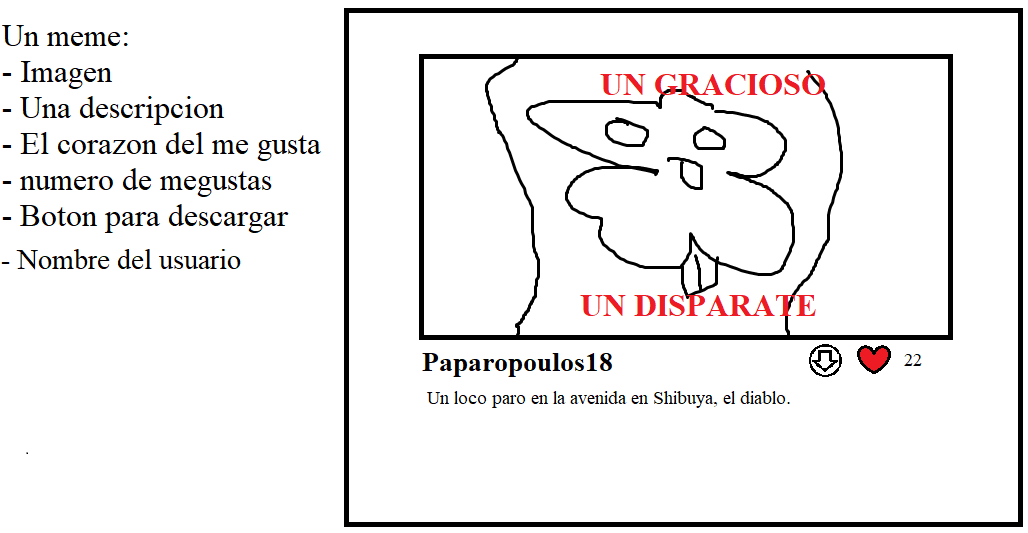 Un meme:
- Imagen
- Una descripcion
- El corazon del me gusta
- numero de megustas
- Boton para descargar
- Nombre del usuario
UN GRACIOSO
UN DISPARATE
Paparopoulos18
22
Un loco paro en la avenida en Shibuya, el diablo.